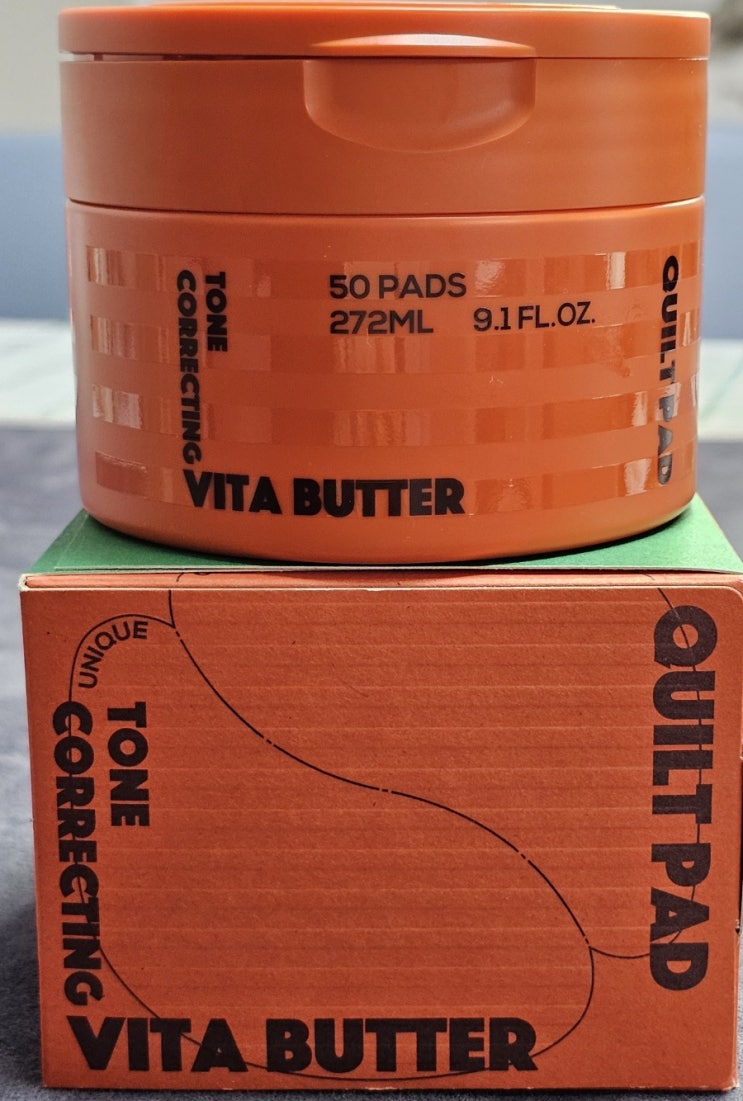 TONE
CORRECTING
VITA BUTTER
50 PADS
272ML 9.1 FL.OZ.
QUILT PAD
UNIQUE
TONE
CORRECTING
VITA BUTTER
QUILT PAD